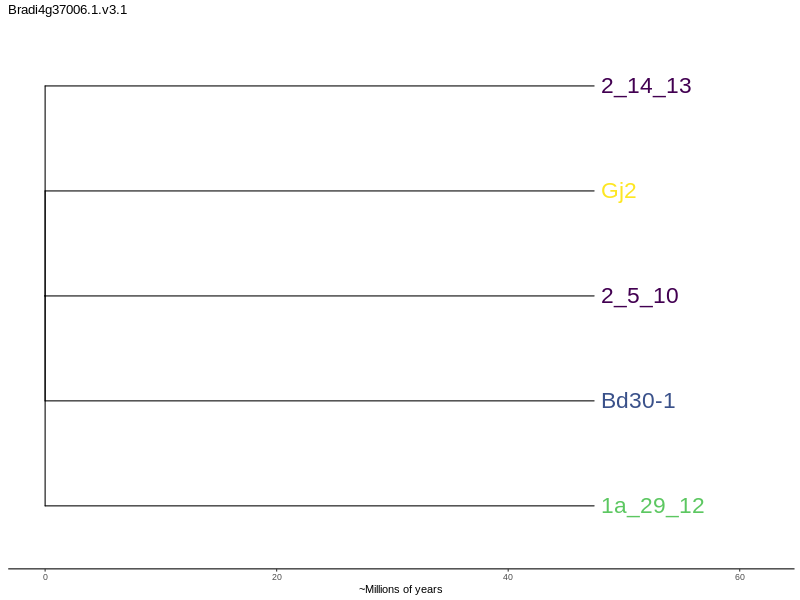 Bradi4g37006.1.v3.1
2_14_13
Gj2
2_5_10
Bd30-1
1a_29_12
0 20 40 60
~Millions of years